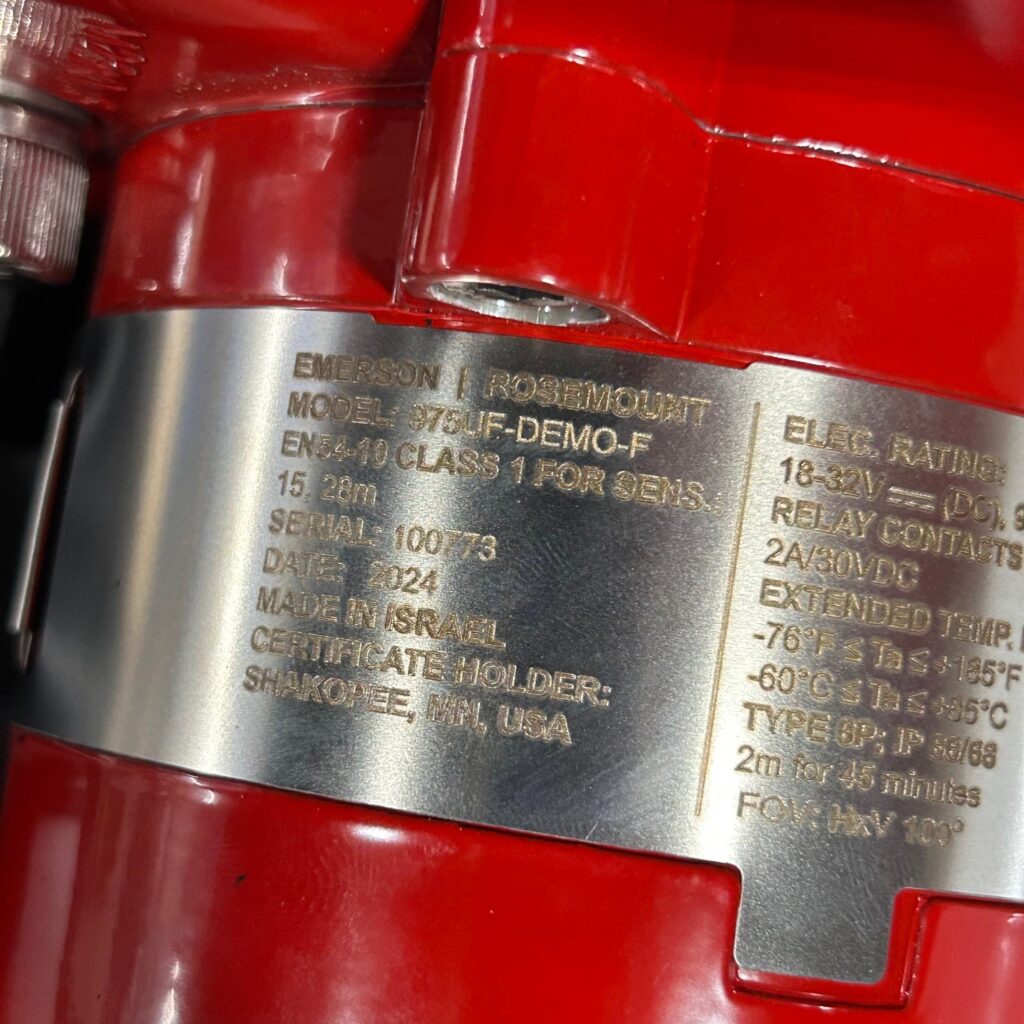 EMERSON | ROSEMOUNT
MODEL: 975UF-DEMO-F
EN54-10 CLASS 1 FOR SENS.:
15, 28m
SERIAL: 100773
DATE: 2024
MADE IN ISRAEL
CERTIFICATE HOLDER:
SHAKOPEE, MN, USA
ELEC. RATING:
18-32V ⎓ (DC), 9
RELAY CONTACTS
2A/30VDC
EXTENDED TEMP.
-76°F ≤ Ta ≤ +185°F
-60°C ≤ Ta ≤ +85°C
TYPE 6P; IP 66/68
2m for 45 minutes
FOV: HxV 100°